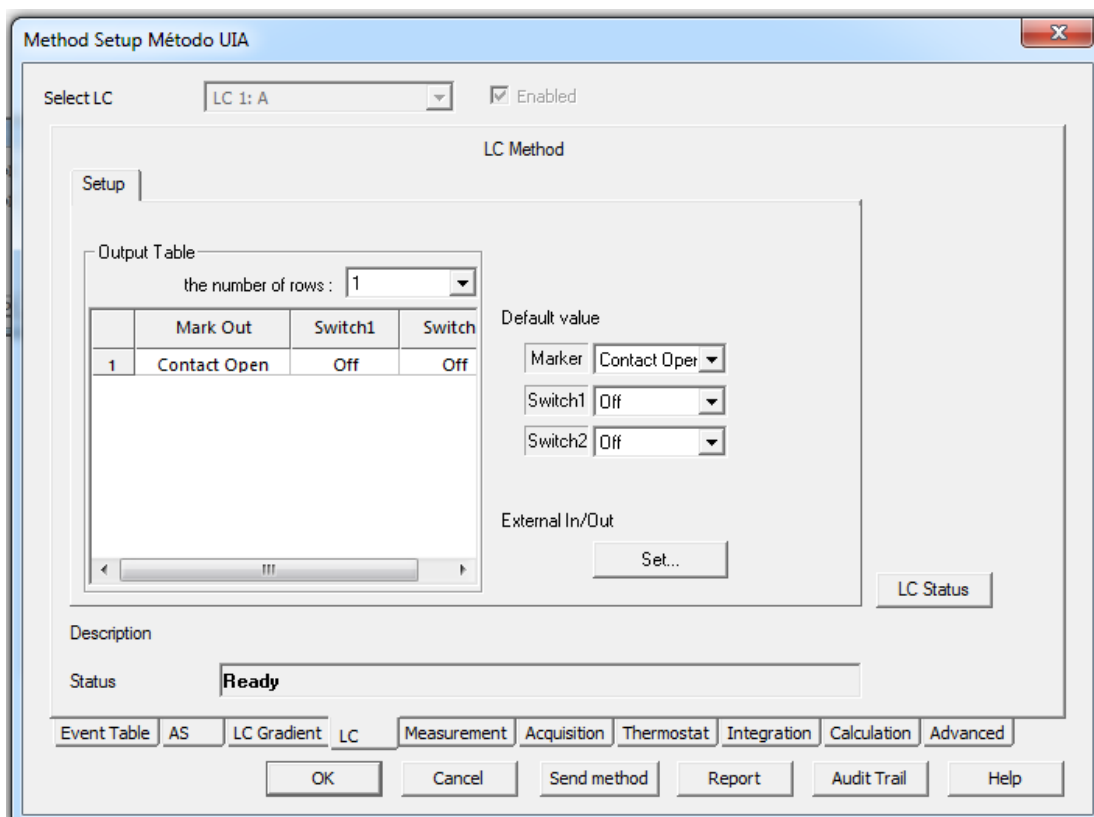 Method Setup Método UIA
Select LC LC 1: A Enabled
LC Method
Setup
Output Table
the number of rows : 1
Mark Out Switch1 Switch
1 Contact Open Off Off
Default value
Marker Contact Oper
Switch1 Off
Switch2 Off
External In/Out
Set...
LC Status
Description
Status Ready
Event Table AS LC Gradient LC Measurement Acquisition Thermostat Integration Calculation Advanced
OK Cancel Send method Report Audit Trail Help